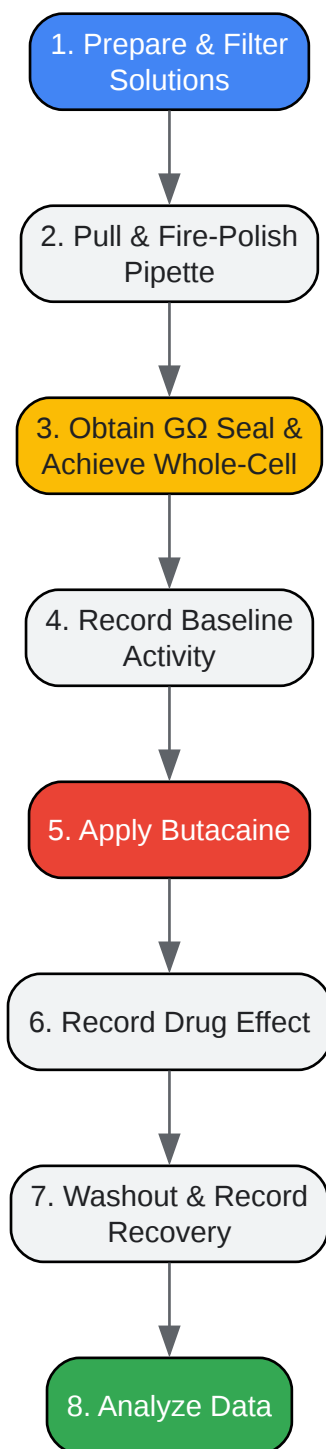 1. Prepare & Filter
Solutions
2. Pull & Fire-Polish
Pipette
3. Obtain GΩ Seal &
Achieve Whole-Cell
4. Record Baseline
Activity
5. Apply Butacaine
6. Record Drug Effect
7. Washout & Record
Recovery
8. Analyze Data